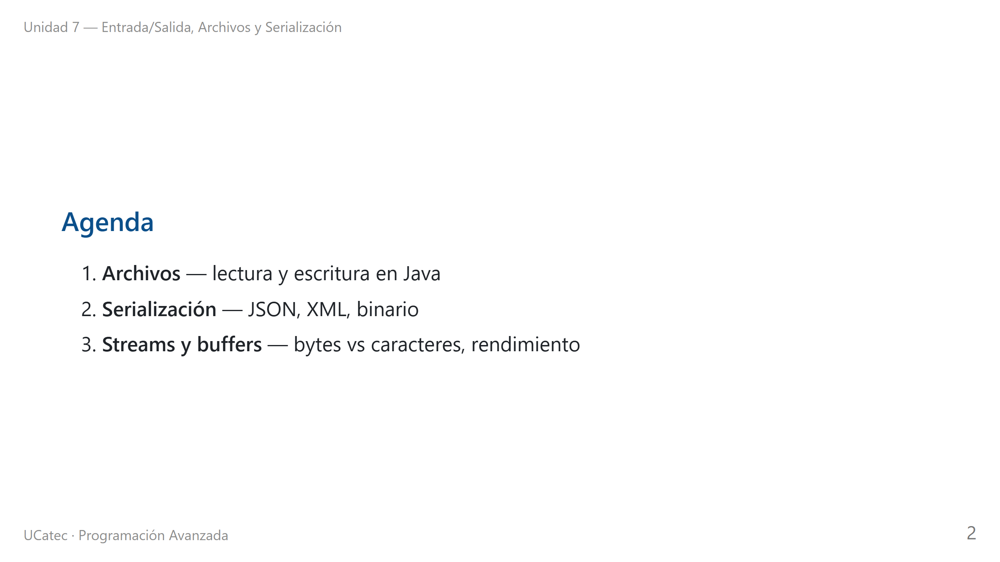 Unidad 7 — Entrada/Salida, Archivos y Serialización
Agenda
1. Archivos — lectura y escritura en Java
2. Serialización — JSON, XML, binario
3. Streams y buffers — bytes vs caracteres, rendimiento
UCatec · Programación Avanzada
2